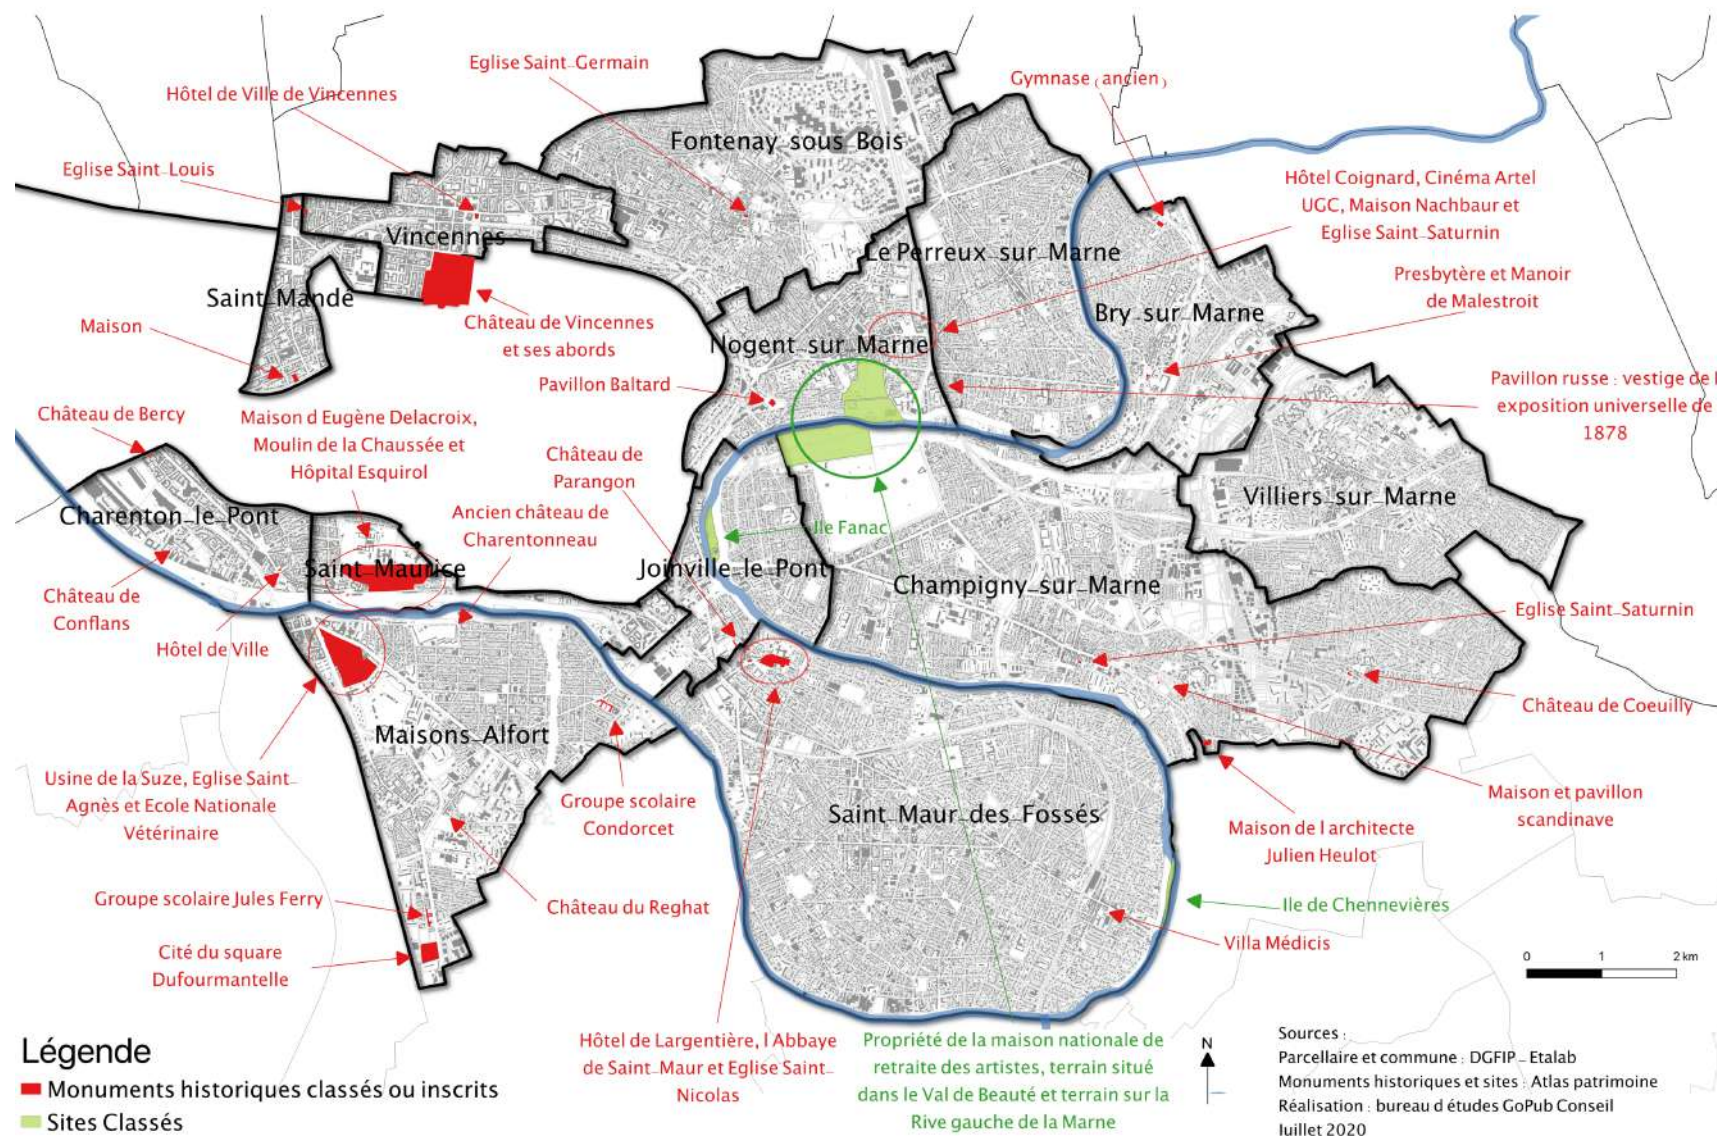 Eglise Saint-Germain
Gymnase (ancien)
Hôtel de Ville de Vincennes
Fontenay sous Bois
Eglise Saint-Louis
Hôtel Coignard, Cinéma Artel
UGC, Maison Nachbaur et
Eglise Saint-Saturnin
Vincennes
Le Perreux sur Marne
Presbytère et Manoir
de Malestroit
Saint-Mandé
Bry sur Marne
Maison
Château de Vincennes
et ses abords
Nogent sur Marne
Pavillon Baltard
Pavillon russe : vestige de l
exposition universelle de
1878
Château de Bercy
Maison d Eugène Delacroix,
Moulin de la Chaussée et
Hôpital Esquirol
Château de
Parangon
Charenton-le-Pont
Ancien château de
Charentonneau
Villiers-sur-Marne
Ile Fanac
Saint-Maurice
Joinville-le-Pont
Champigny-sur-Marne
Château de
Conflans
Hôtel de Ville
Eglise Saint-Saturnin
Château de Coeuilly
Maisons-Alfort
Usine de la Suze, Eglise Saint-
Agnès et Ecole Nationale
Vétérinaire
Groupe scolaire
Condorcet
Saint-Maur-des-Fossés
Maison et pavillon
scandinave
Maison de l architecte
Julien Heulot
Groupe scolaire Jules Ferry
Château du Reghat
Ile de Chennevières
Villa Médicis
Cité du square
Dufourmantelle
0 1 2 km
Hôtel de Largentière, l Abbaye
de Saint-Maur et Eglise Saint-
Nicolas
Propriété de la maison nationale de
retraite des artistes, terrain situé
dans le Val de Beauté et terrain sur la
Rive gauche de la Marne
N
Légende
Monuments historiques classés ou inscrits
Sites Classés
Sources :
Parcellaire et commune : DGFIP - Etalab
Monuments historiques et sites : Atlas patrimoine
Réalisation : bureau d études GoPub Conseil
Juillet 2020